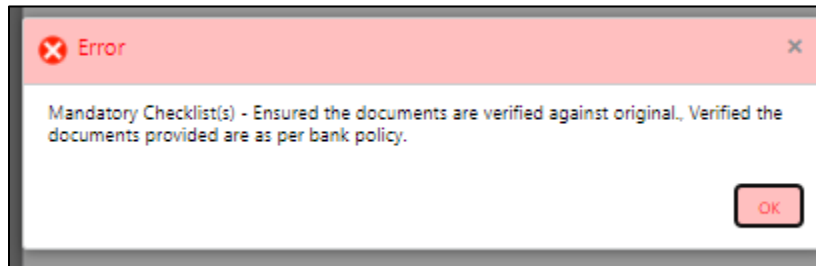 Error
Mandatory Checklist(s) - Ensured the documents are verified against original., Verified the
documents provided are as per bank policy.
OK